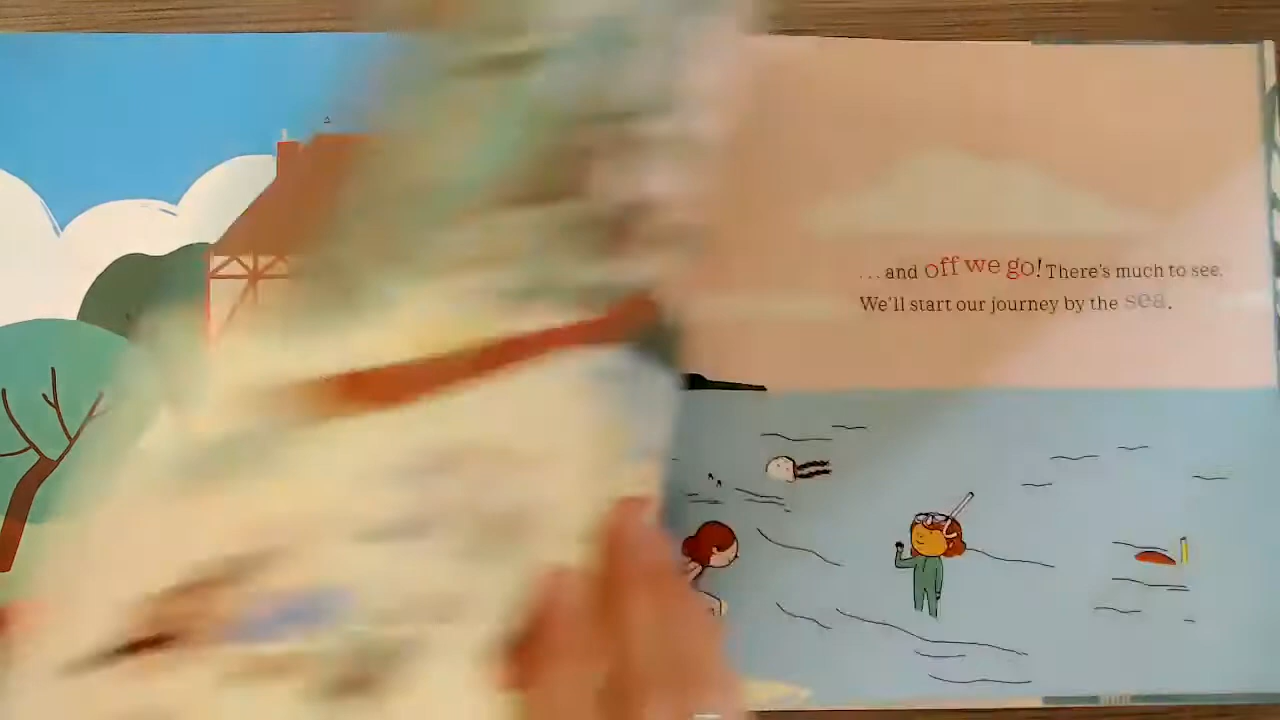 ...and off we go! There's much to see.
We'll start our journey by the sea.